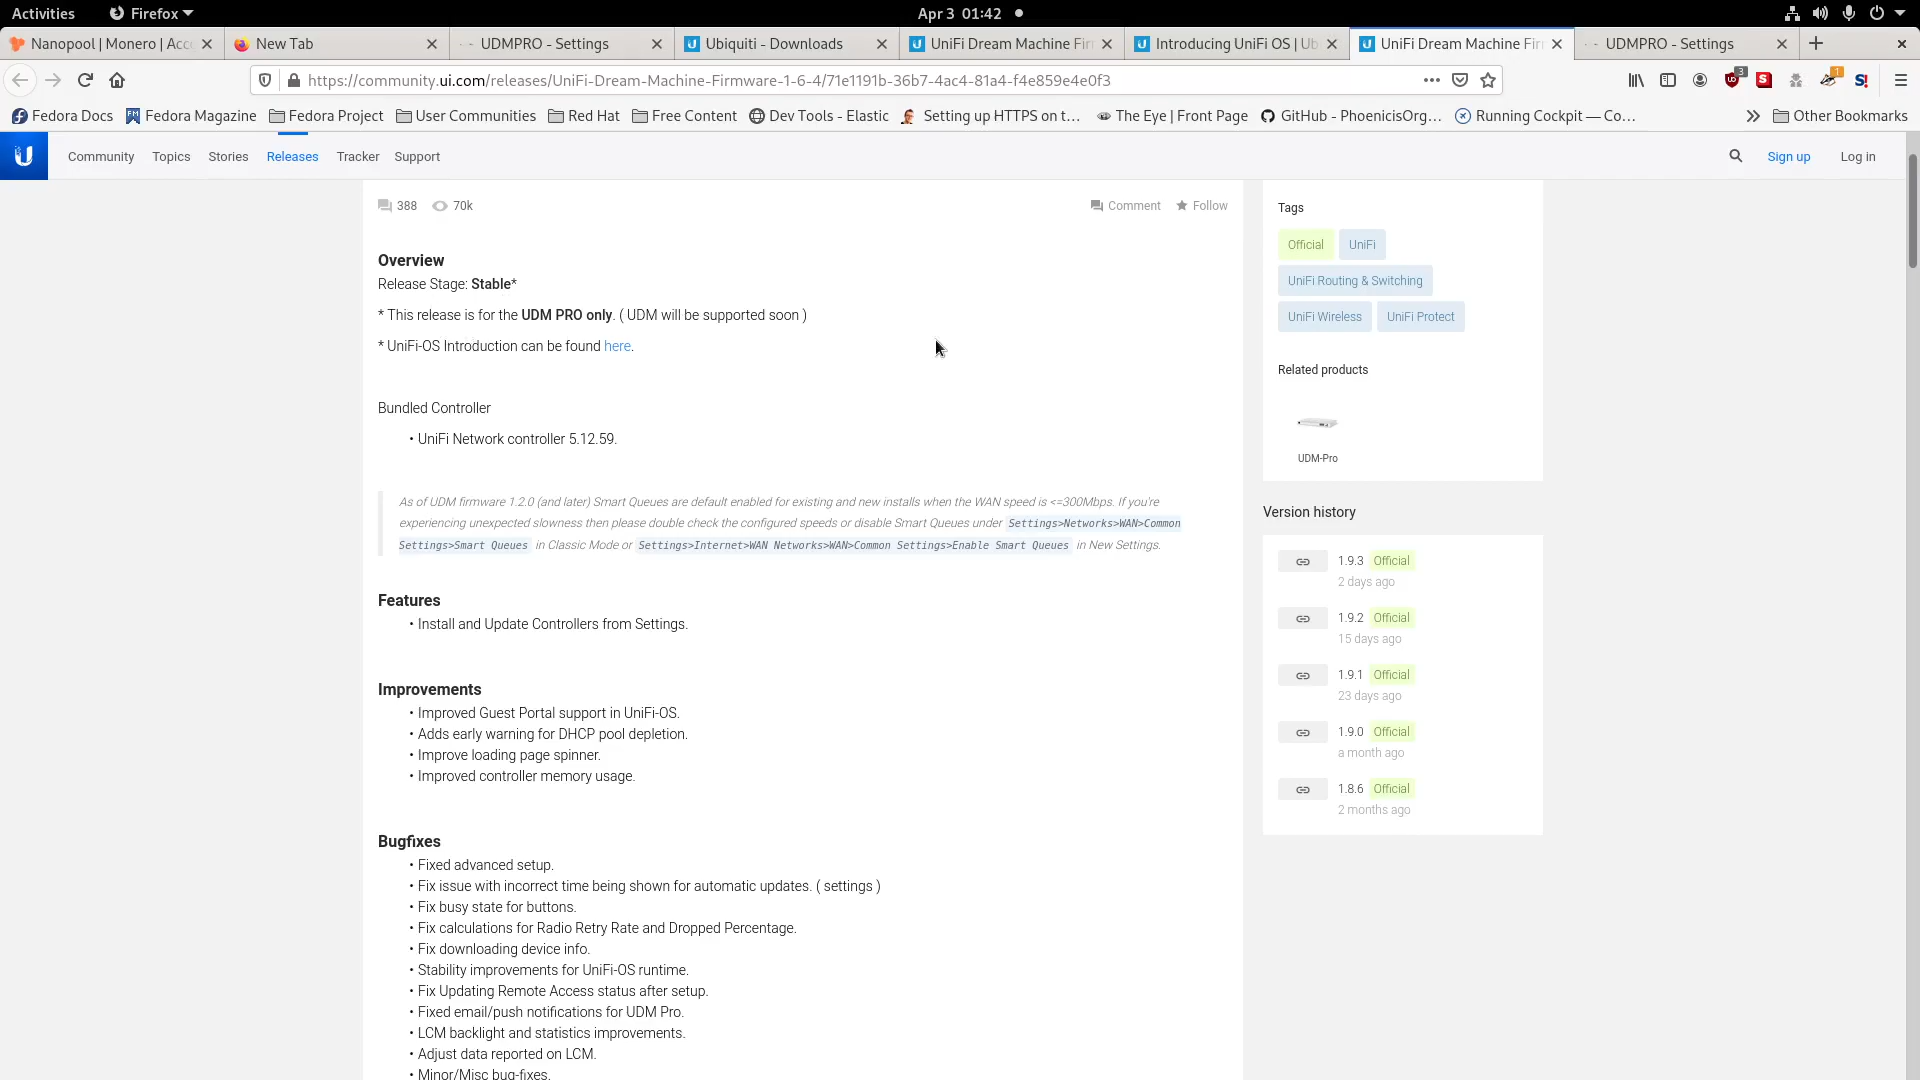 Activities Firefox Apr 3 01:42
Nanopool | Monero | Acc New Tab UDMPRO - Settings Ubiquiti - Downloads UniFi Dream Machine Fir Introducing UniFi OS | Ub UniFi Dream Machine Fir UDMPRO - Settings
https://community.ui.com/releases/UniFi-Dream-Machine-Firmware-1-6-4/71e1191b-36b7-4ac4-81a4-f4e859e4e0f3 3 S 1 S!
Fedora Docs Fedora Magazine Fedora Project User Communities Red Hat Free Content Dev Tools - Elastic Setting up HTTPS on t... The Eye | Front Page GitHub - PhoenicisOrg... Running Cockpit — Co... Other Bookmarks
Community Topics Stories Releases Tracker Support Sign up Log in
388 70k Comment Follow
Overview
Release Stage: Stable*
* This release is for the UDM PRO only. ( UDM will be supported soon )
* UniFi-OS Introduction can be found here.
Bundled Controller
• UniFi Network controller 5.12.59.
As of UDM firmware 1.2.0 (and later) Smart Queues are default enabled for existing and new installs when the WAN speed is <=300Mbps. If you're
experiencing unexpected slowness then please double check the configured speeds or disable Smart Queues under Settings>Networks>WAN>Common
Settings>Smart Queues in Classic Mode or Settings>Internet>WAN Networks>WAN>Common Settings>Enable Smart Queues in New Settings.
Features
• Install and Update Controllers from Settings.
Improvements
• Improved Guest Portal support in UniFi-OS.
• Adds early warning for DHCP pool depletion.
• Improve loading page spinner.
• Improved controller memory usage.
Bugfixes
• Fixed advanced setup.
• Fix issue with incorrect time being shown for automatic updates. ( settings )
• Fix busy state for buttons.
• Fix calculations for Radio Retry Rate and Dropped Percentage.
• Fix downloading device info.
• Stability improvements for UniFi-OS runtime.
• Fix Updating Remote Access status after setup.
• Fixed email/push notifications for UDM Pro.
• LCM backlight and statistics improvements.
• Adjust data reported on LCM.
• Minor/Misc bug-fixes.
Tags
Official UniFi
UniFi Routing & Switching
UniFi Wireless UniFi Protect
Related products
UDM-Pro
Version history
1.9.3 Official
2 days ago
1.9.2 Official
15 days ago
1.9.1 Official
23 days ago
1.9.0 Official
a month ago
1.8.6 Official
2 months ago